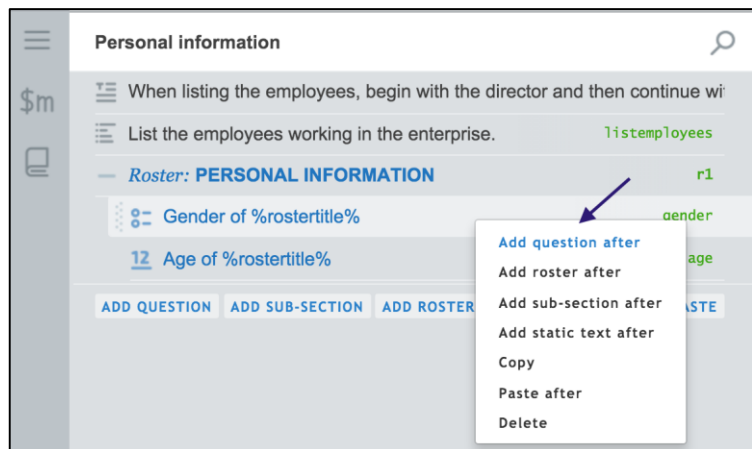 Personal information
$m
When listing the employees, begin with the director and then continue wi
List the employees working in the enterprise. listemployees
Roster: PERSONAL INFORMATION r1
Gender of %rostertitle% gender
12 Age of %rostertitle% age
ADD QUESTION ADD SUB-SECTION ADD ROSTER
Add question after
Add roster after
Add sub-section after
Add static text after
Copy
Paste after
Delete